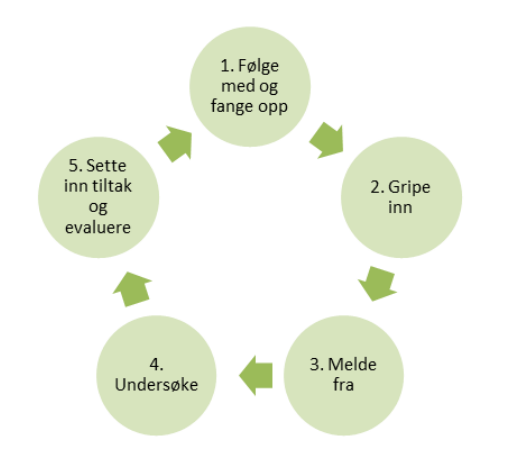 1. Følge
med og
fange opp
2. Gripe
inn
3. Melde
fra
4.
Undersøke
5. Sette
inn tiltak
og
evaluere